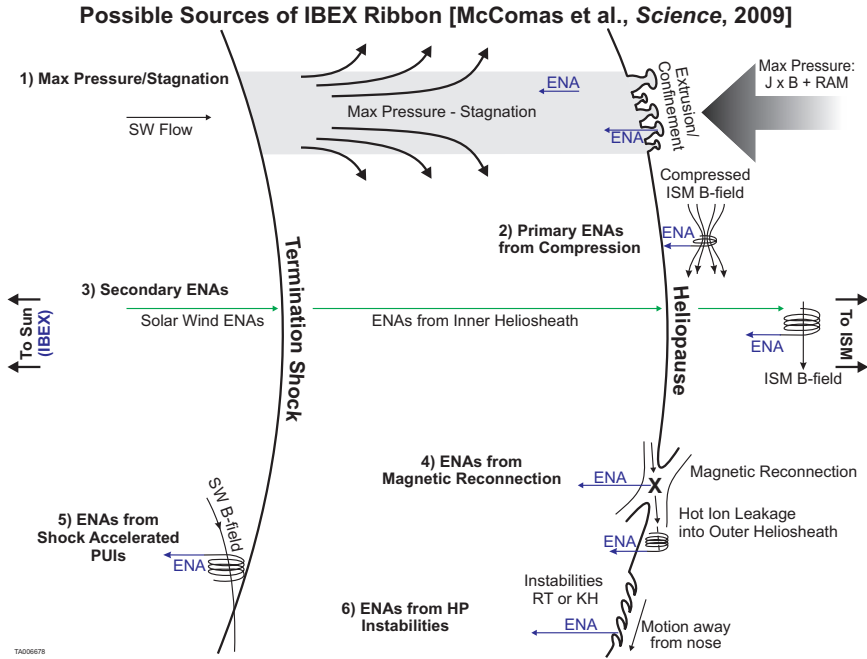 Possible Sources of IBEX Ribbon [McComas et al., Science, 2009]
1) Max Pressure/Stagnation
SW Flow
Max Pressure - Stagnation
ENA
ENA
Extrusion/
Confinement
Max Pressure:
J x B + RAM
Compressed
ISM B-field
2) Primary ENAs
from Compression
ENA
Termination Shock
Heliopause
3) Secondary ENAs
Solar Wind ENAs
ENAs from Inner Heliosheath
To Sun
(IBEX)
To ISM
ENA
ISM B-field
4) ENAs from
Magnetic Reconnection
ENA
X
Magnetic Reconnection
Hot Ion Leakage
into Outer Heliosheath
ENA
SW B-field
5) ENAs from
Shock Accelerated
PUIs
ENA
Instabilities
RT or KH
6) ENAs from HP
Instabilities
ENA
Motion away
from nose
TA006678